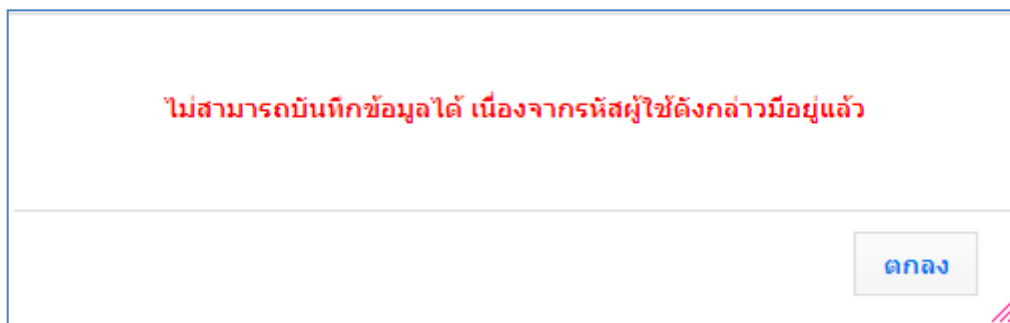 ไม่สามารถบันทึกข้อมูลได้ เนื่องจากรหัสผู้ใช้ดังกล่าวมีอยู่แล้ว
ตกลง